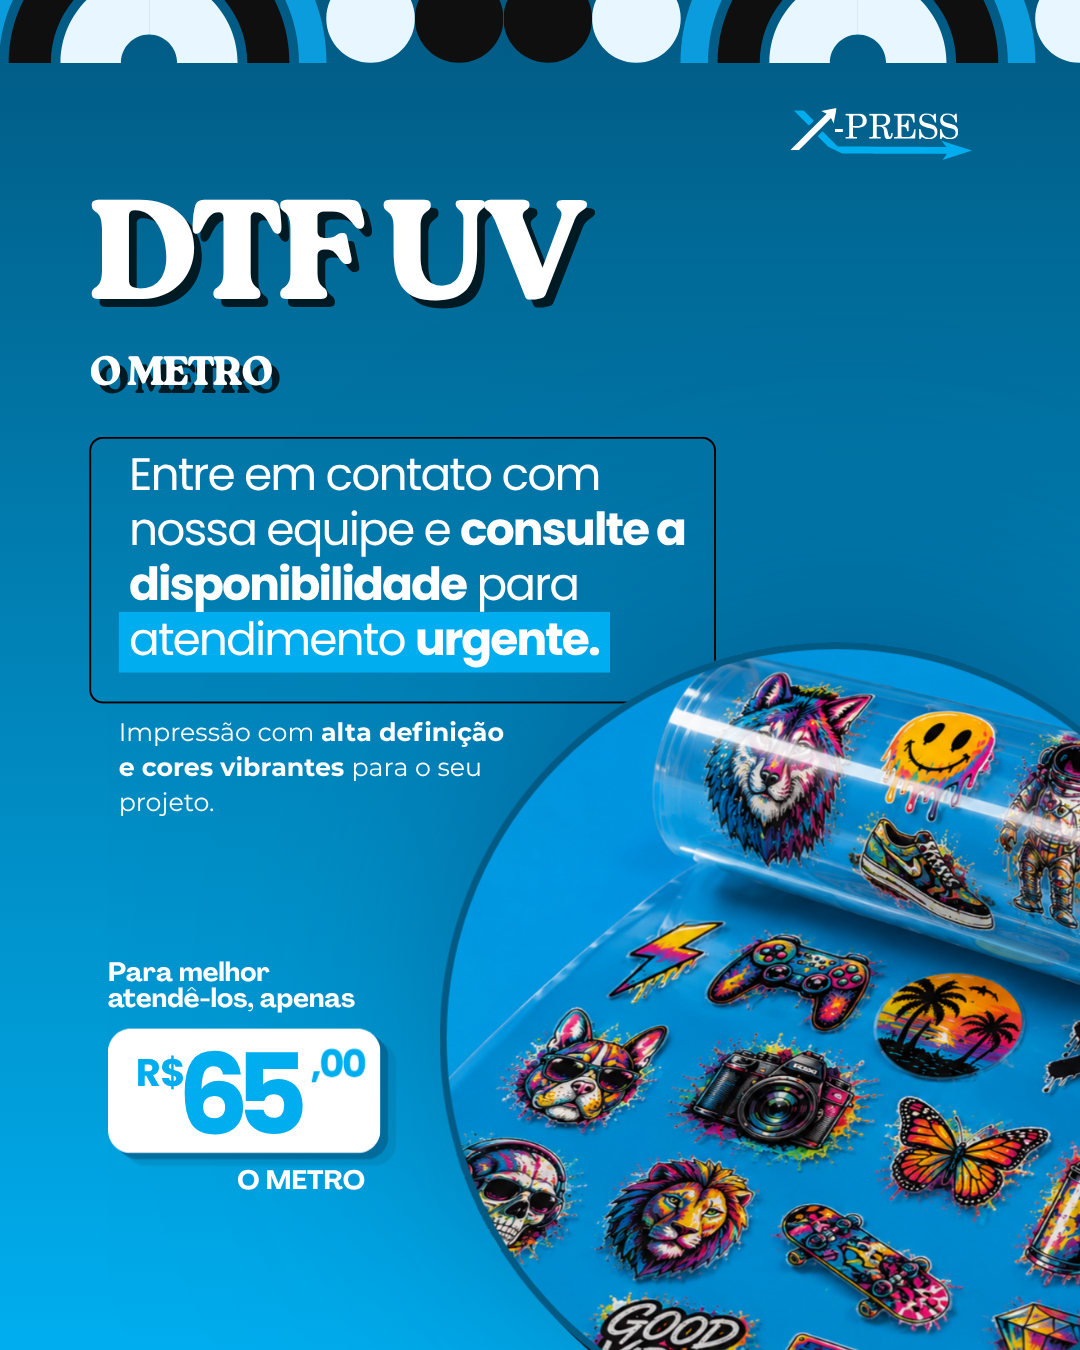 X-PRESS
DTF UV
O METRO
Entre em contato com
nossa equipe e consulte a
disponibilidade para
atendimento urgente.
Impressão com alta definição
e cores vibrantes para o seu
projeto.
Para melhor
atendê-los, apenas
R$65,00
O METRO
GOOD